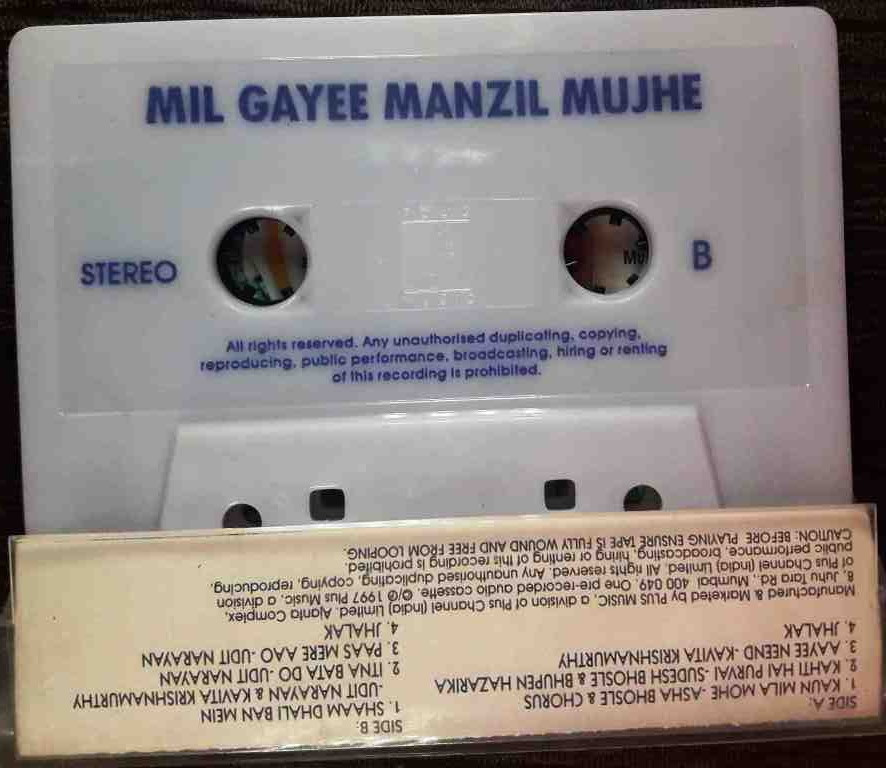 MIL GAYEE MANZIL MUJHE
STEREO
B
All rights reserved. Any unauthorised duplicating, copying,
reproducing, public performance, broadcasting, hiring or renting
of this recording is prohibited.
SIDE A:
1. KAUN MILA MOHE -ASHA BHOSLE & CHORUS
2. KAHTI HAI PURVAI -SUDESH BHOSLE & BHUPEN HAZARIKA
3. AAYEE NEEND -KAVITA KRISHNAMURTHY
4. JHALAK
SIDE B:
1. SHAAM DHALI BAN MEIN
-UDIT NARAYAN & KAVITA KRISHNAMURTHY
2. ITNA BATA DO -UDIT NARAYAN
3. PAAS MERE AAO -UDIT NARAYAN
4. JHALAK
Manufactured & Marketed by PLUS MUSIC, a division of Plus Channel (India) Limited, Ajanta Complex,
8, Juhu Tara Rd., Mumbai 400 049. One pre-recorded audio cassette. ©/℗ 1997 Plus Music, a division
of Plus Channel (India) Limited. All rights reserved. Any unauthorised duplicating, copying, reproducing,
public performance, broadcasting, hiring or renting of this recording is prohibited.
CAUTION: BEFORE PLAYING ENSURE TAPE IS FULLY WOUND AND FREE FROM LOOPING.